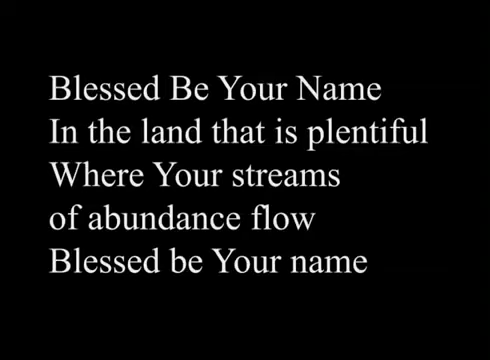 Blessed Be Your Name
In the land that is plentiful
Where Your streams
of abundance flow
Blessed be Your name